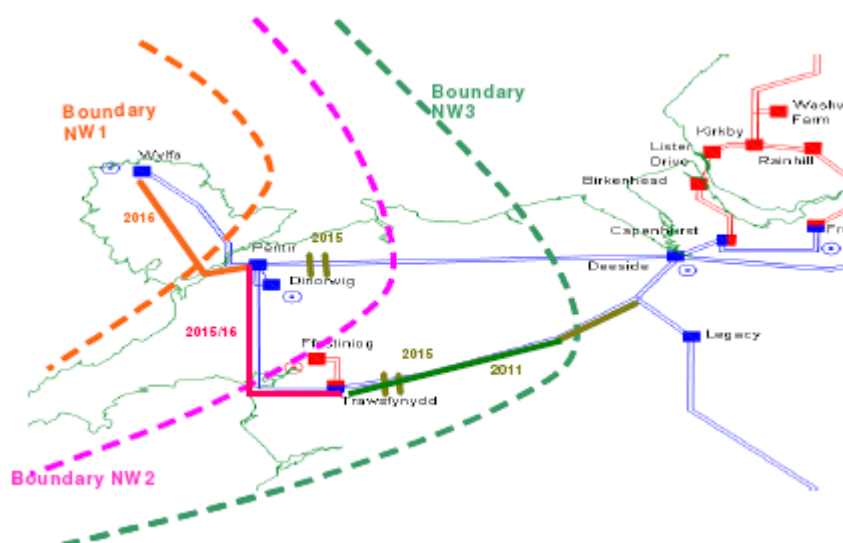 Boundary
NW1
Boundary
NW3
Wylfa
2016
Pentir
2015
Dinorwig
2015/16
Ffestiniog
2015
2011
Trawsfynydd
Boundary NW2
Kirkby
Farm
Lister
Drive
Rainhill
Birkenhead
Capenhurst
Deeside
Legacy